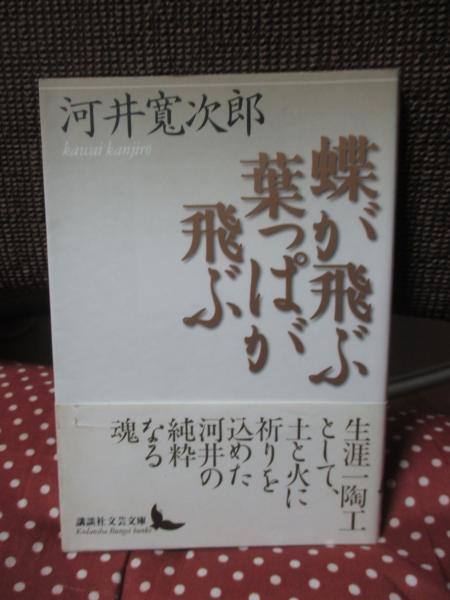 河井寬次郎
kawai kanjirō
蝶が飛ぶ
葉っぱが
飛ぶ
生涯一陶工
として、
土と火に
祈りを
込めた
河井の
純粋
なる
魂
講談社文芸文庫
Kodansha Bungei bunko